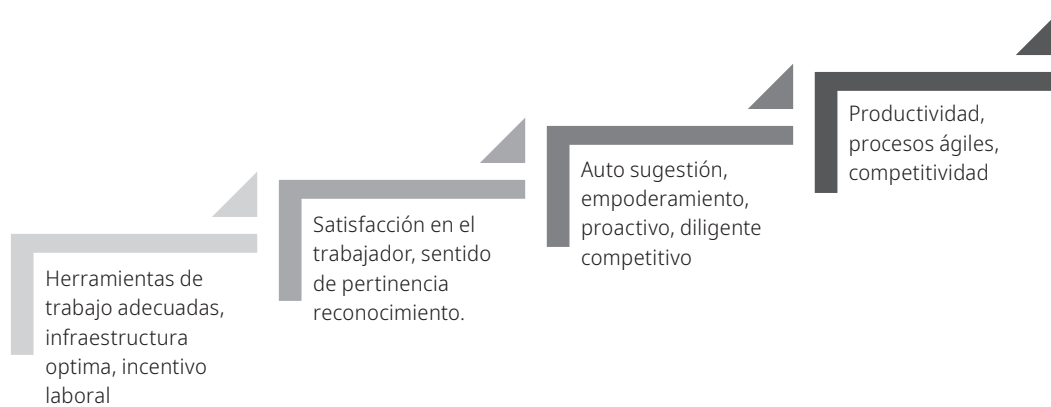 Herramientas de
trabajo adecuadas,
infraestructura
optima, incentivo
laboral
Satisfacción en el
trabajador, sentido
de pertinencia
reconocimiento.
Auto sugestión,
empoderamiento,
proactivo, diligente
competitivo
Productividad,
procesos ágiles,
competitividad